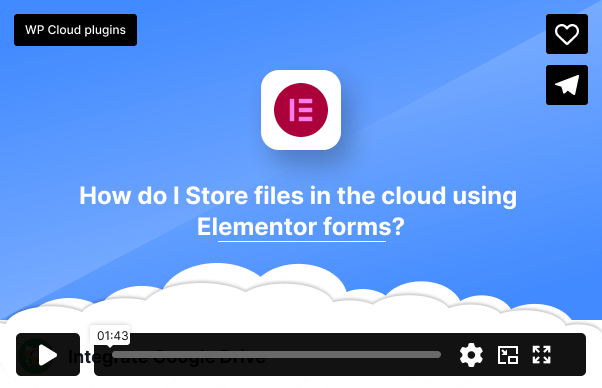 WP Cloud plugins
How do I Store files in the cloud using
Elementor forms?
01:43
Integrate Google Drive